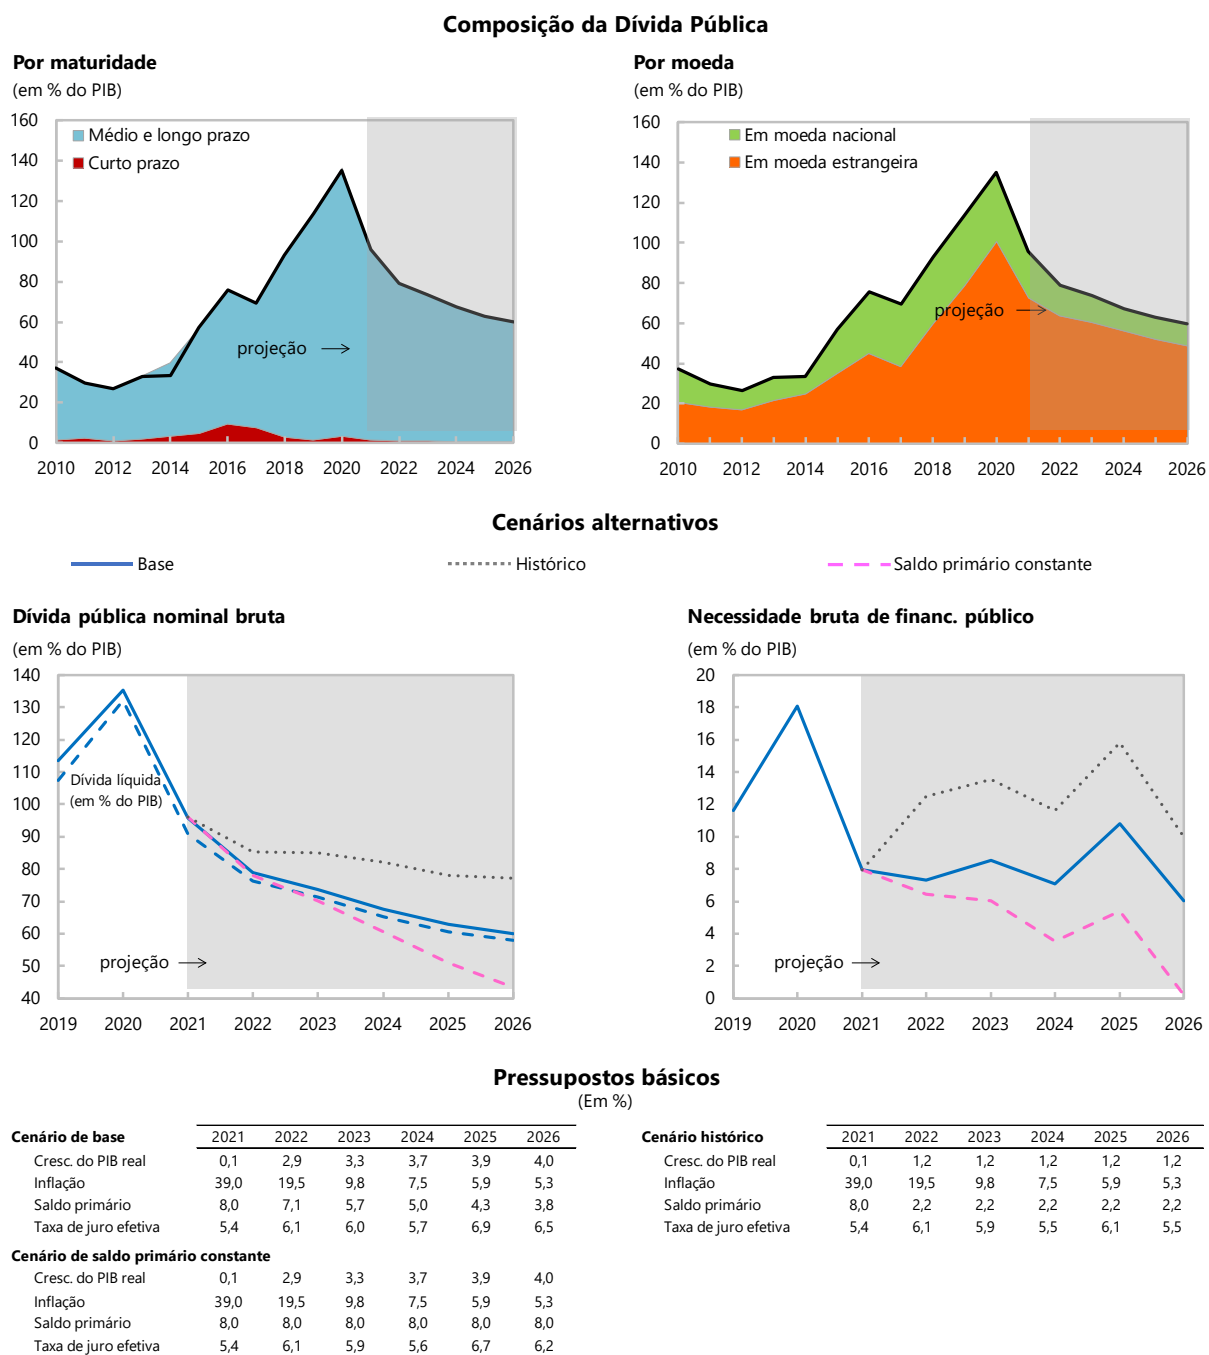 Composição da Dívida Pública
Por maturidade
(em % do PIB)
160
140
120
100
80
60
40
20
0
Médio e longo prazo
Curto prazo
projeção
2010 2012 2014 2016 2018 2020 2022 2024 2026
Por moeda
(em % do PIB)
160
140
120
100
80
60
40
20
0
Em moeda nacional
Em moeda estrangeira
projeção
2010 2012 2014 2016 2018 2020 2022 2024 2026
Cenários alternativos
Base Histórico Saldo primário constante
Dívida pública nominal bruta
(em % do PIB)
140
130
120
110
100
90
80
70
60
50
40
Dívida líquida
(em % do PIB)
projeção
2019 2020 2021 2022 2023 2024 2025 2026
Necessidade bruta de financ. público
(em % do PIB)
20
18
16
14
12
10
8
6
4
2
0
projeção
2019 2020 2021 2022 2023 2024 2025 2026
Pressupostos básicos
(Em %)
Cenário de base 2021 2022 2023 2024 2025 2026
Cresc. do PIB real 0,1 2,9 3,3 3,7 3,9 4,0
Inflação 39,0 19,5 9,8 7,5 5,9 5,3
Saldo primário 8,0 7,1 5,7 5,0 4,3 3,8
Taxa de juro efetiva 5,4 6,1 6,0 5,7 6,9 6,5
Cenário de saldo primário constante
Cresc. do PIB real 0,1 2,9 3,3 3,7 3,9 4,0
Inflação 39,0 19,5 9,8 7,5 5,9 5,3
Saldo primário 8,0 8,0 8,0 8,0 8,0 8,0
Taxa de juro efetiva 5,4 6,1 5,9 5,6 6,7 6,2
Cenário histórico 2021 2022 2023 2024 2025 2026
Cresc. do PIB real 0,1 1,2 1,2 1,2 1,2 1,2
Inflação 39,0 19,5 9,8 7,5 5,9 5,3
Saldo primário 8,0 2,2 2,2 2,2 2,2 2,2
Taxa de juro efetiva 5,4 6,1 5,9 5,5 6,1 5,5